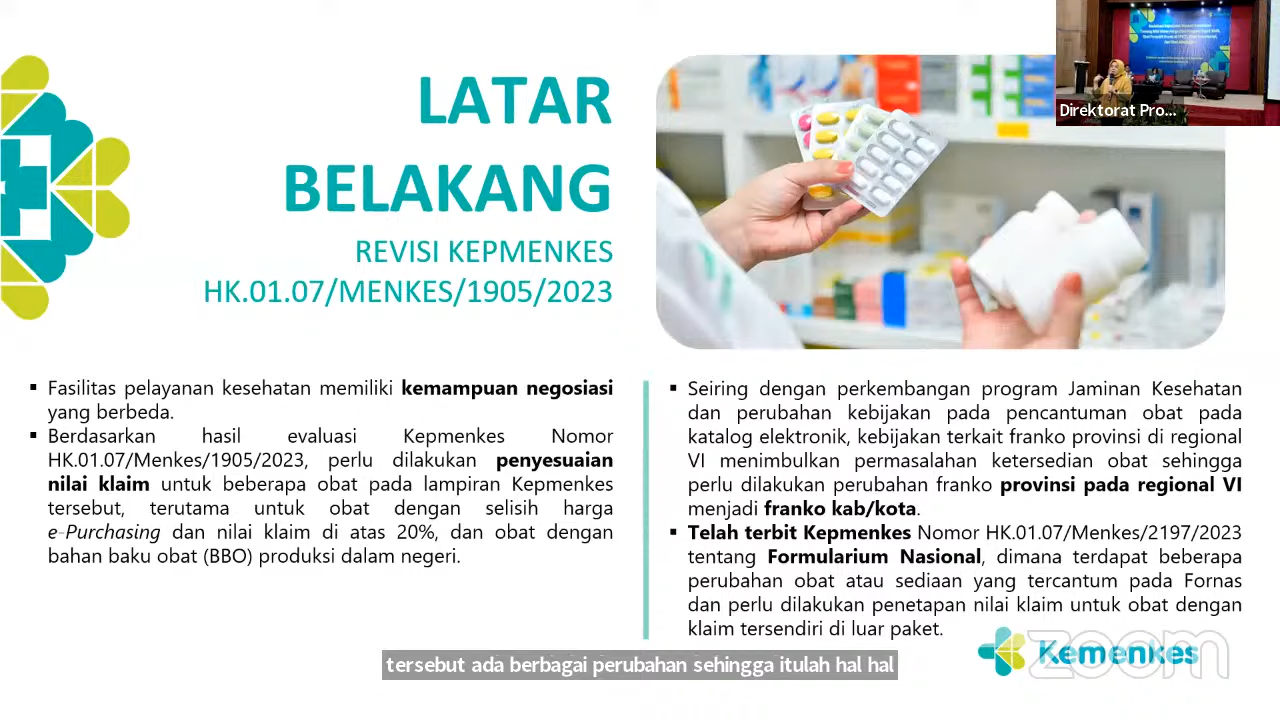 LATAR
BELAKANG
REVISI KEPMENKES
HK.01.07/MENKES/1905/2023
Direktorat Pro...
▪ Fasilitas pelayanan kesehatan memiliki kemampuan negosiasi
yang berbeda.
▪ Berdasarkan hasil evaluasi Kepmenkes Nomor
HK.01.07/Menkes/1905/2023, perlu dilakukan penyesuaian
nilai klaim untuk beberapa obat pada lampiran Kepmenkes
tersebut, terutama untuk obat dengan selisih harga
e-Purchasing dan nilai klaim di atas 20%, dan obat dengan
bahan baku obat (BBO) produksi dalam negeri.
▪ Seiring dengan perkembangan program Jaminan Kesehatan
dan perubahan kebijakan pada pencantuman obat pada
katalog elektronik, kebijakan terkait franko provinsi di regional
VI menimbulkan permasalahan ketersedian obat sehingga
perlu dilakukan perubahan franko provinsi pada regional VI
menjadi franko kab/kota.
▪ Telah terbit Kepmenkes Nomor HK.01.07/Menkes/2197/2023
tentang Formularium Nasional, dimana terdapat beberapa
perubahan obat atau sediaan yang tercantum pada Fornas
dan perlu dilakukan penetapan nilai klaim untuk obat dengan
klaim tersendiri di luar paket.
Kemenkes
zoom
tersebut ada berbagai perubahan sehingga itulah hal hal